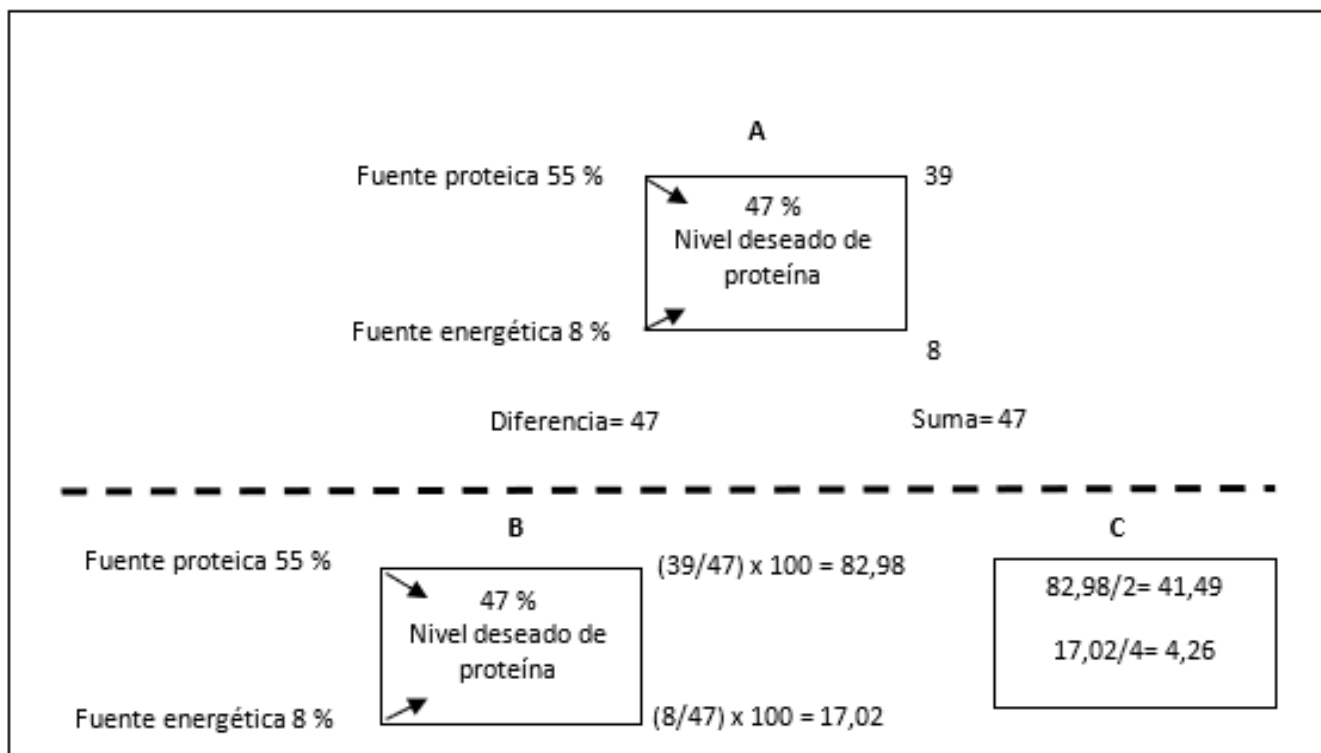 A
Fuente proteica 55 %
39
47 %
Nivel deseado de
proteína
Fuente energética 8 %
8
Diferencia= 47
Suma= 47
B
Fuente proteica 55 %
(39/47) x 100 = 82,98
47 %
Nivel deseado de
proteína
Fuente energética 8 %
(8/47) x 100 = 17,02
C
82,98/2= 41,49
17,02/4= 4,26